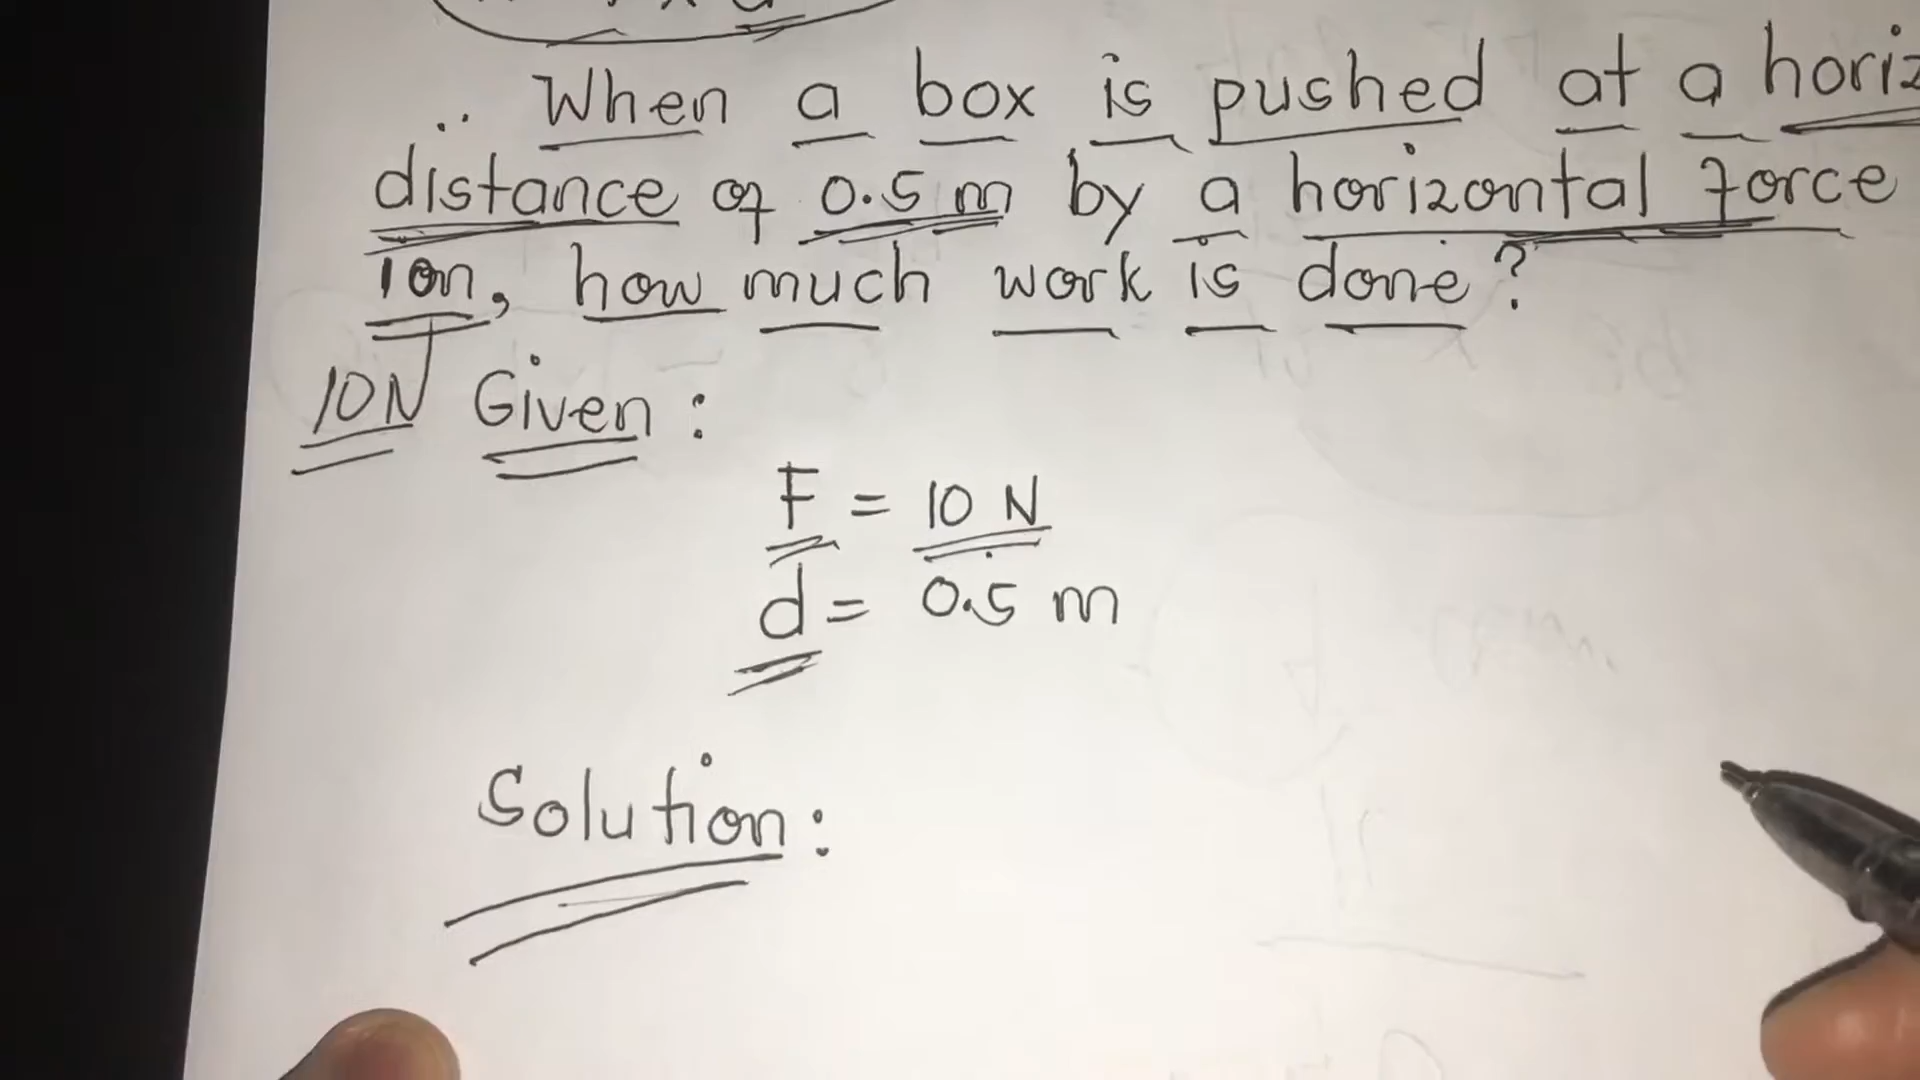 ∴ When a box is pushed at a
distance of 0.5 m by a horizontal force
10n, how much work is done?
10N Given:
F = 10 N
d = 0.5 m
Solution: